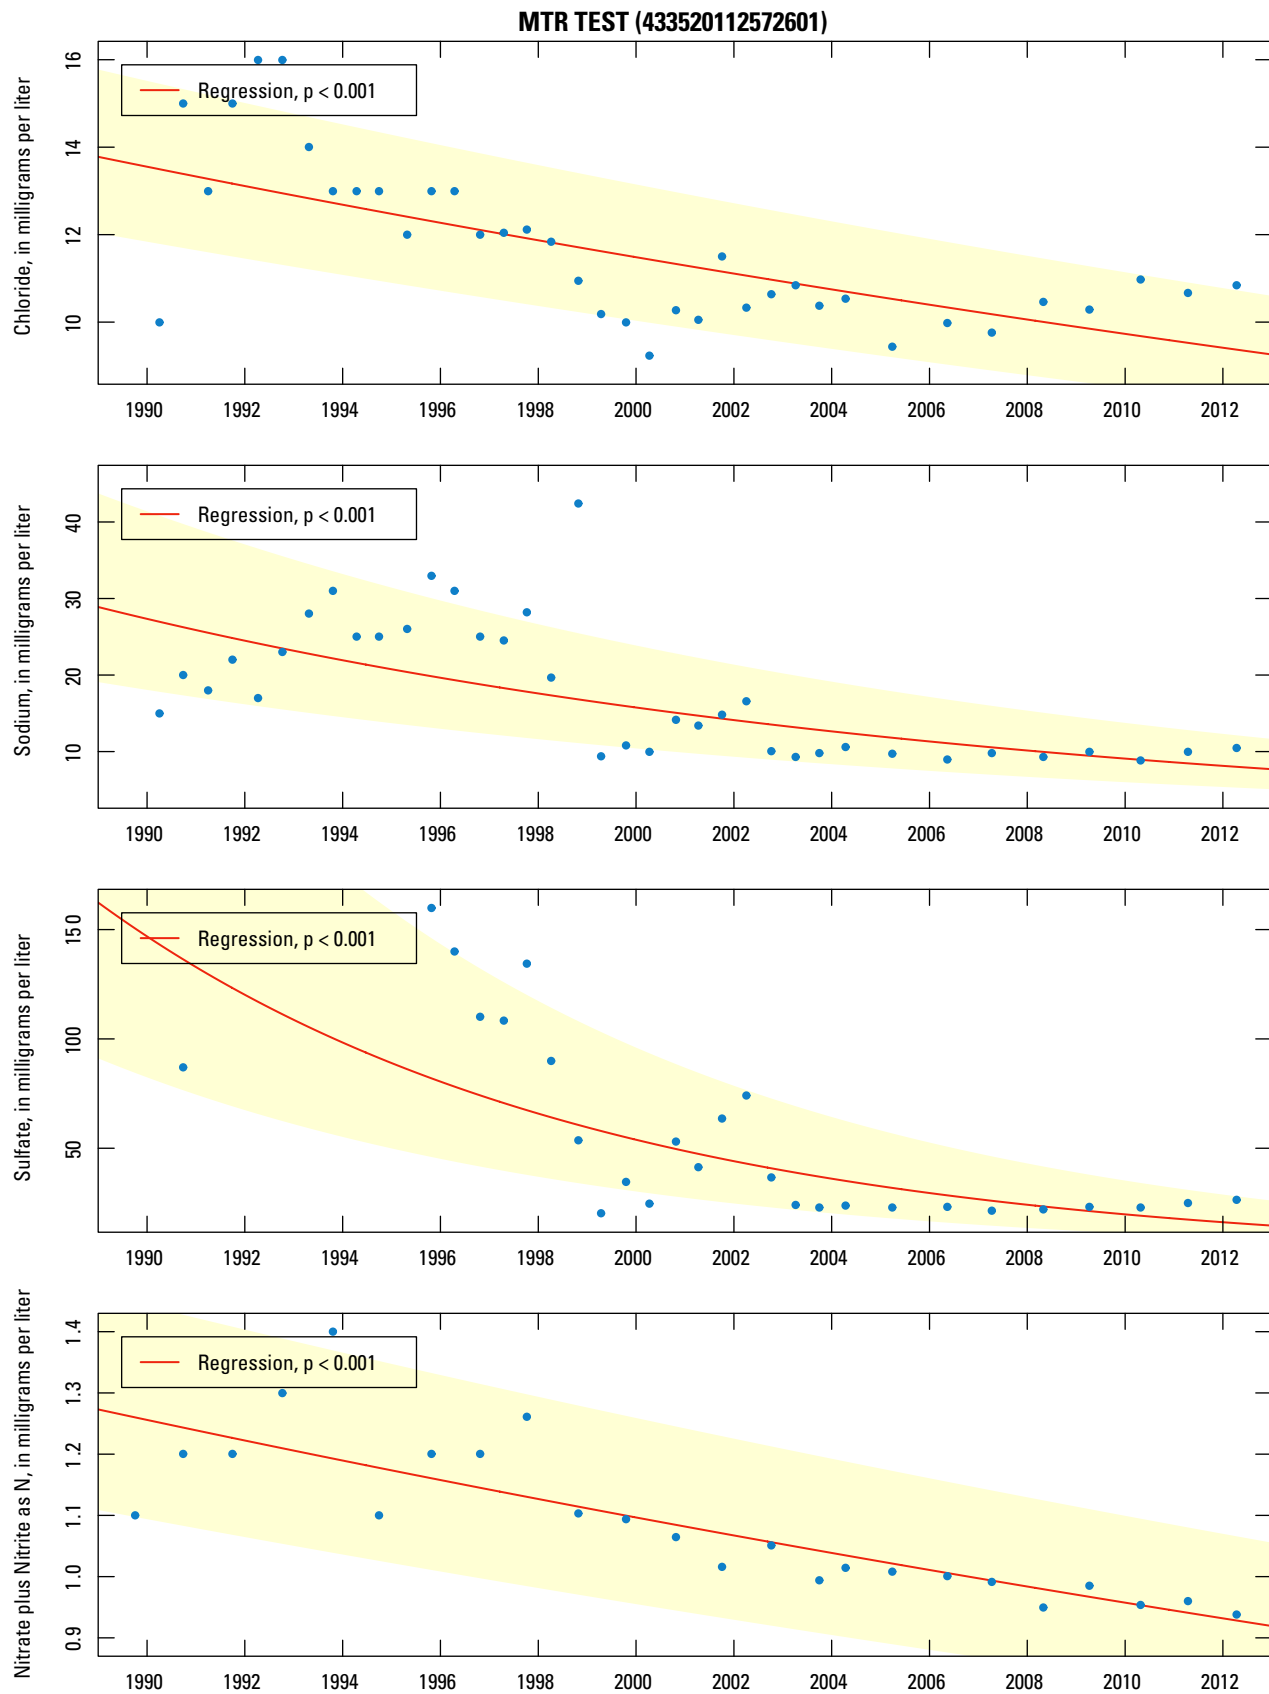 MTR TEST (433520112572601)
Chloride, in milligrams per liter
16
14
12
10
Regression, p < 0.001
1990 1992 1994 1996 1998 2000 2002 2004 2006 2008 2010 2012
Sodium, in milligrams per liter
40
30
20
10
Regression, p < 0.001
1990 1992 1994 1996 1998 2000 2002 2004 2006 2008 2010 2012
Sulfate, in milligrams per liter
150
100
50
Regression, p < 0.001
1990 1992 1994 1996 1998 2000 2002 2004 2006 2008 2010 2012
Nitrate plus Nitrite as N, in milligrams per liter
1.4
1.3
1.2
1.1
1.0
0.9
Regression, p < 0.001
1990 1992 1994 1996 1998 2000 2002 2004 2006 2008 2010 2012